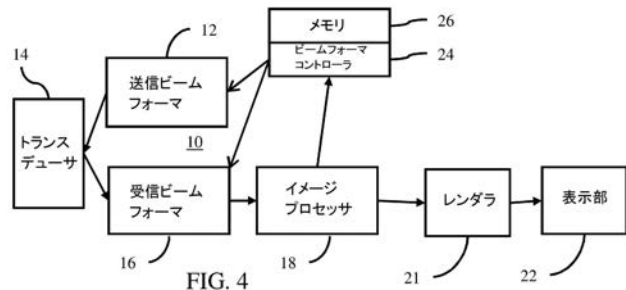 メモリ
26
ビームフォーマ
コントローラ
24
12
14
送信ビーム
フォーマ
トランス
デューサ
10
受信ビーム
フォーマ
イメージ
プロセッサ
レンダラ
表示部
16
18
21
22
FIG. 4